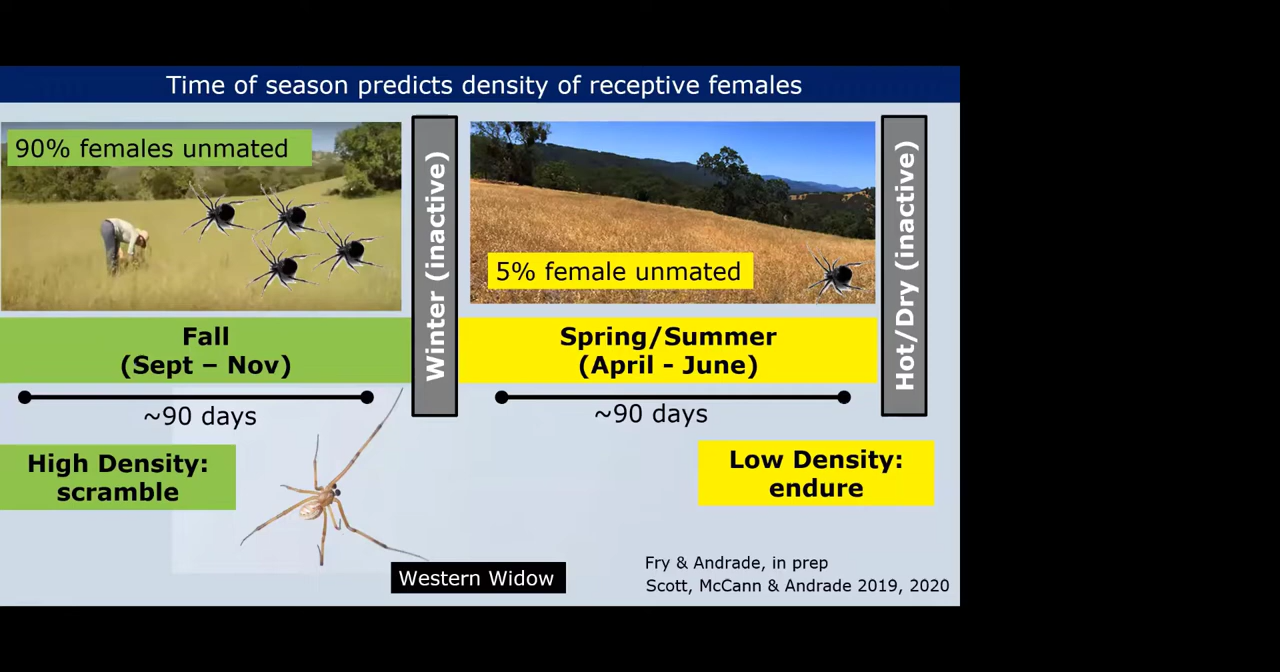 Time of season predicts density of receptive females
90% females unmated
Winter (inactive)
5% female unmated
Hot/Dry (inactive)
Fall
(Sept – Nov)
Spring/Summer
(April - June)
~90 days
~90 days
High Density:
scramble
Low Density:
endure
Western Widow
Fry & Andrade, in prep
Scott, McCann & Andrade 2019, 2020